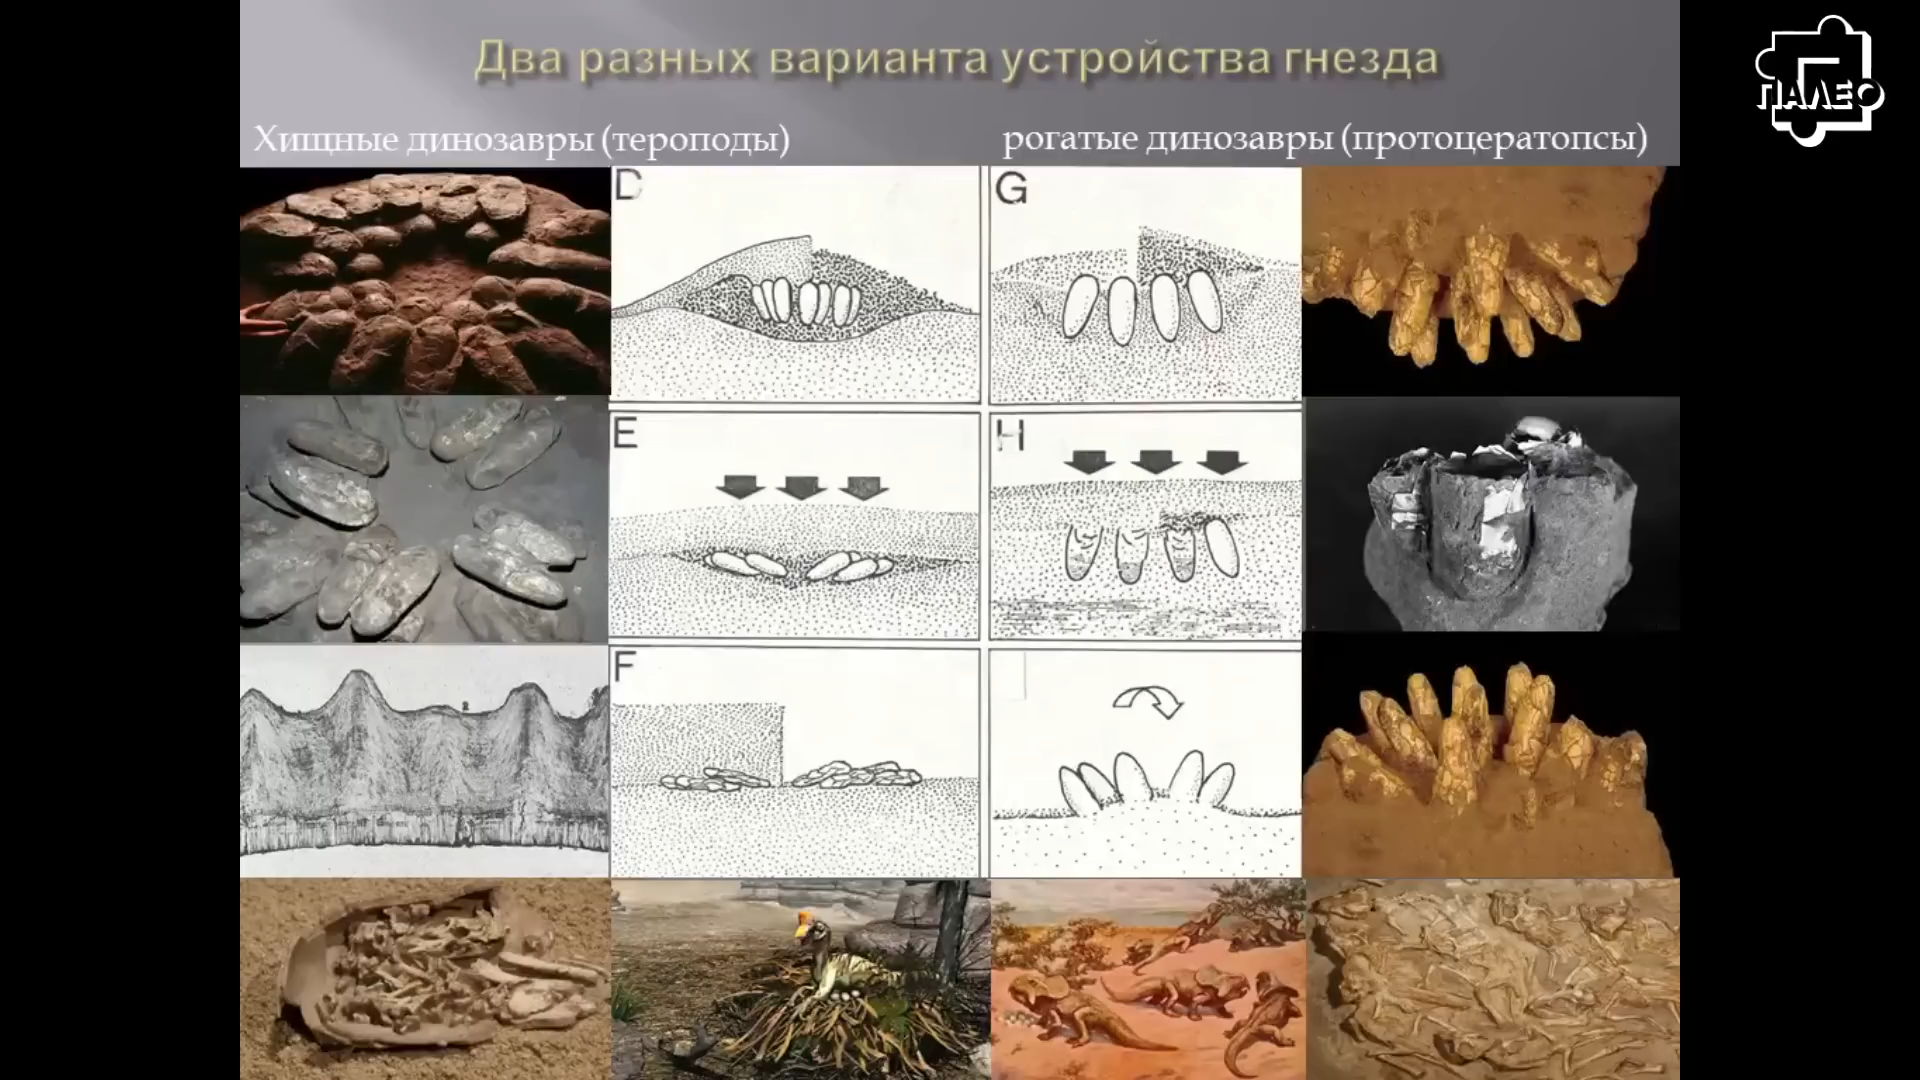 Два разных варианта устройства гнезда
Хищные динозавры (тероподы)
рогатые динозавры (протоцератопсы)
ПАЛЕО
D
G
E
H
F